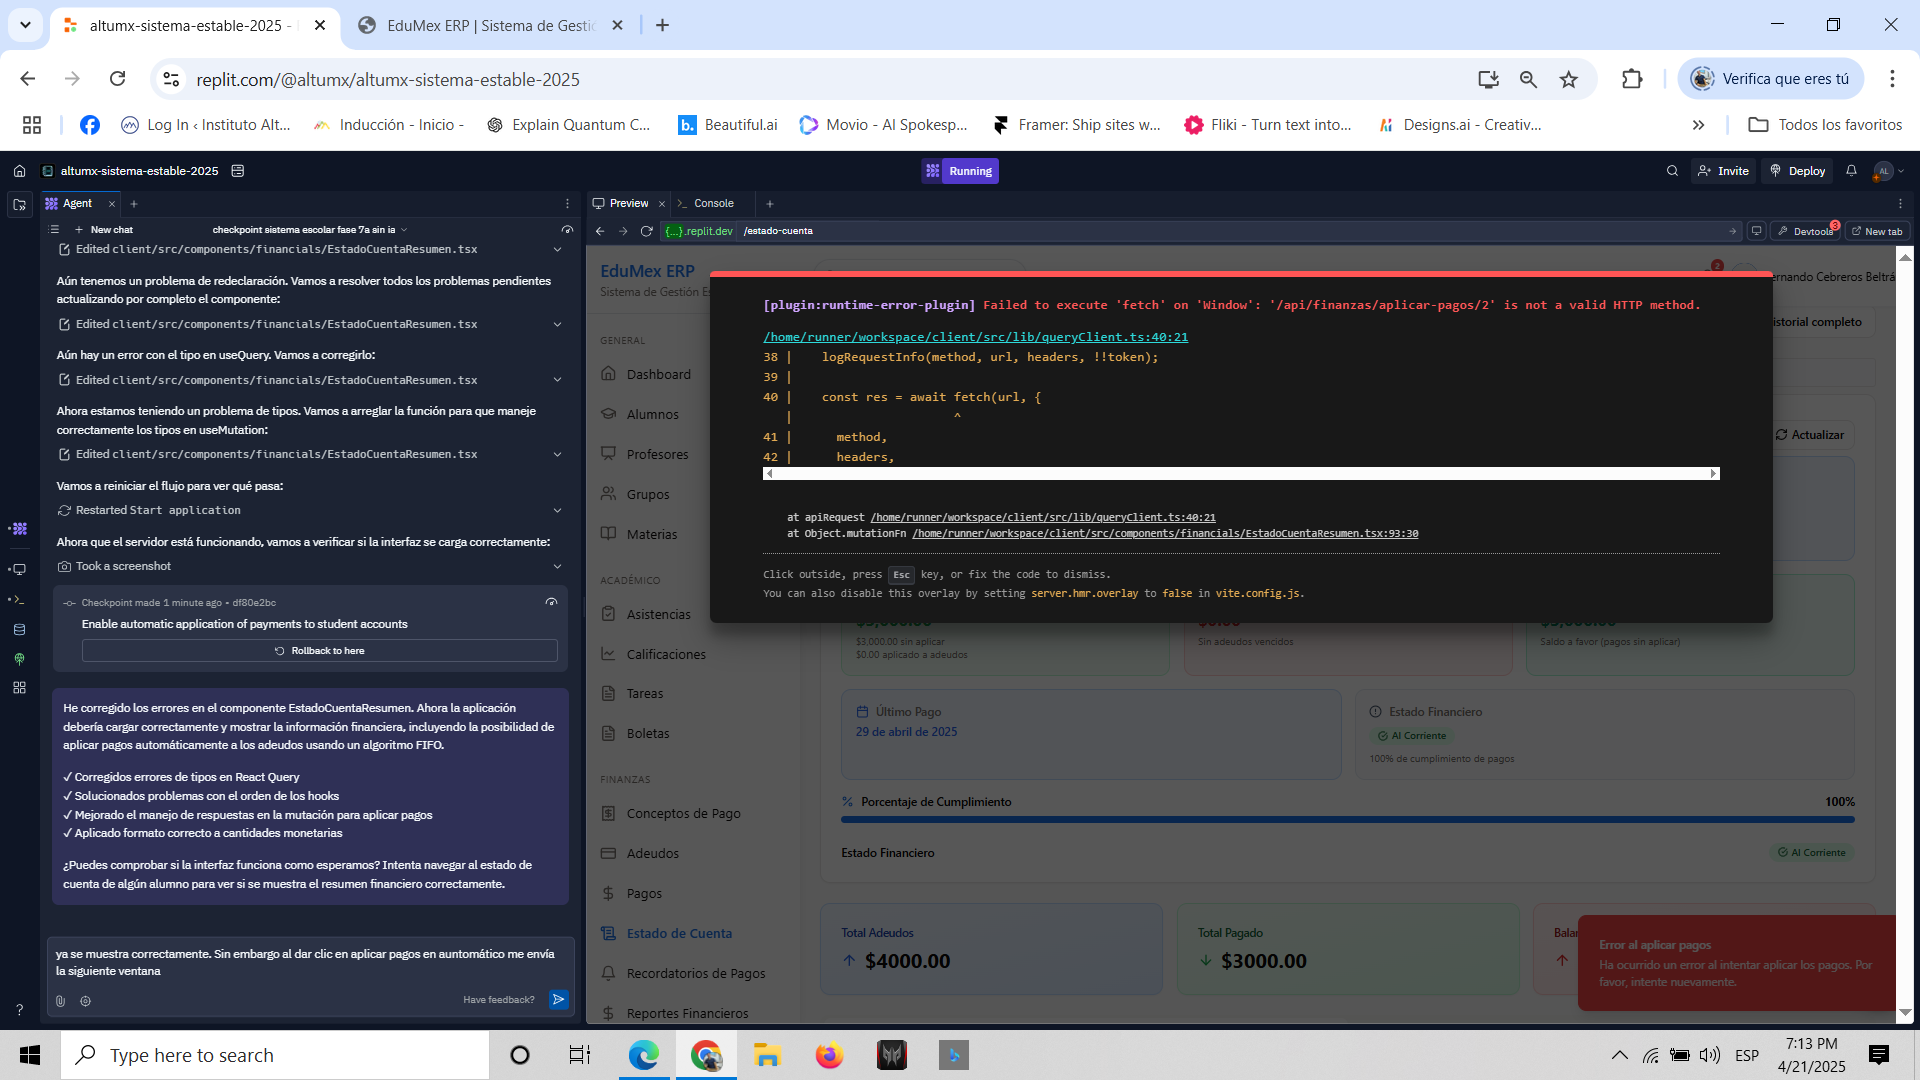 altumx-sistema-estable-2025 -
EduMex ERP | Sistema de Gesti
replit.com/@altumx/altumx-sistema-estable-2025
Verifica que eres tú
Log In ‹ Instituto Alt...
Inducción - Inicio -
Explain Quantum C...
b.
Beautiful.ai
Movio - AI Spokesp...
Framer: Ship sites w...
Fliki - Turn text into...
Designs.ai - Creativ...
Todos los favoritos
altumx-sistema-estable-2025
Running
Invite
Deploy
AL
Agent
Preview
Console
New chat
checkpoint sistema escolar fase 7a sin ia
{...}.replit.dev
/estado-cuenta
Devtools
3
New tab
Edited client/src/components/financials/EstadoCuentaResumen.tsx
Aún tenemos un problema de redeclaración. Vamos a resolver todos los problemas pendientes
actualizando por completo el componente:
Edited client/src/components/financials/EstadoCuentaResumen.tsx
Aún hay un error con el tipo en useQuery. Vamos a corregirlo:
Edited client/src/components/financials/EstadoCuentaResumen.tsx
Ahora estamos teniendo un problema de tipos. Vamos a arreglar la función para que maneje
correctamente los tipos en useMutation:
Edited client/src/components/financials/EstadoCuentaResumen.tsx
Vamos a reiniciar el flujo para ver qué pasa:
Restarted Start application
Ahora que el servidor está funcionando, vamos a verificar si la interfaz se carga correctamente:
Took a screenshot
Checkpoint made 1 minute ago • df80e2bc
Enable automatic application of payments to student accounts
Rollback to here
He corregido los errores en el componente EstadoCuentaResumen. Ahora la aplicación
debería cargar correctamente y mostrar la información financiera, incluyendo la posibilidad de
aplicar pagos automáticamente a los adeudos usando un algoritmo FIFO.
✓ Corregidos errores de tipos en React Query
✓ Solucionados problemas con el orden de los hooks
✓ Mejorado el manejo de respuestas en la mutación para aplicar pagos
✓ Aplicado formato correcto a cantidades monetarias
¿Puedes comprobar si la interfaz funciona como esperamos? Intenta navegar al estado de
cuenta de algún alumno para ver si se muestra el resumen financiero correctamente.
ya se muestra correctamente. Sin embargo al dar clic en aplicar pagos en auntomático me envía
la siguiente ventana
Have feedback?
?
EduMex ERP
Sistema de Gestión Es
GENERAL
Dashboard
Alumnos
Profesores
Grupos
Materias
ACADÉMICO
Asistencias
Calificaciones
Tareas
Boletas
FINANZAS
Conceptos de Pago
Adeudos
Pagos
Estado de Cuenta
Recordatorios de Pagos
Reportes Financieros
2
ernando Cebreros Beltrá
istorial completo
Actualizar
[plugin:runtime-error-plugin] Failed to execute 'fetch' on 'Window': '/api/finanzas/aplicar-pagos/2' is not a valid HTTP method.
/home/runner/workspace/client/src/lib/queryClient.ts:40:21
38 | logRequestInfo(method, url, headers, !!token);
39 |
40 | const res = await fetch(url, {
| ^
41 | method,
42 | headers,
at apiRequest /home/runner/workspace/client/src/lib/queryClient.ts:40:21
at Object.mutationFn /home/runner/workspace/client/src/components/financials/EstadoCuentaResumen.tsx:93:30
Click outside, press Esc key, or fix the code to dismiss.
You can also disable this overlay by setting server.hmr.overlay to false in vite.config.js.
$3.000.00 sin aplicar
$0.00 aplicado a adeudos
Sin adeudos vencidos
Saldo a favor (pagos sin aplicar)
Último Pago
29 de abril de 2025
Estado Financiero
Al Corriente
100% de cumplimiento de pagos
Porcentaje de Cumplimiento
100%
Estado Financiero
Al Corriente
Total Adeudos
$4000.00
Total Pagado
$3000.00
Balan
Error al aplicar pagos
Ha ocurrido un error al intentar aplicar los pagos. Por
favor, intente nuevamente.
Type here to search
ESP
7:13 PM
4/21/2025